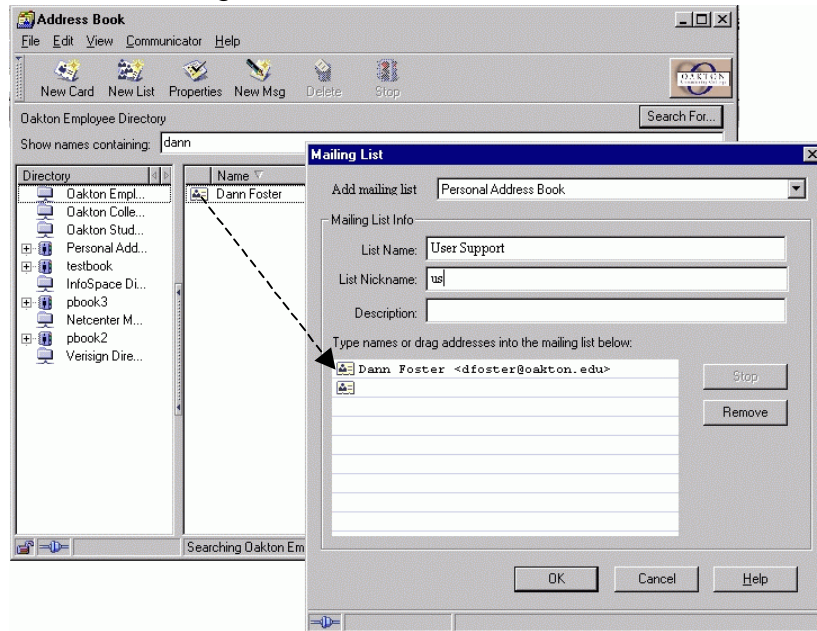 Address Book
File Edit View Communicator Help
New Card New List Properties New Msg Delete Stop
OAKTON
Oakton Employee Directory
Search For...
Show names containing: dann
Directory
Name
Oakton Empl...
Oakton Colle...
Oakton Stud...
Personal Add...
testbook
InfoSpace Di...
pbook3
Netcenter M...
pbook2
Verisign Dire...
Dann Foster
Searching Oakton Em
Mailing List
Add mailing list Personal Address Book
Mailing List Info
List Name: User Support
List Nickname: us
Description:
Type names or drag addresses into the mailing list below:
Dann Foster <dfoster@oakton.edu>
Stop
Remove
OK Cancel Help